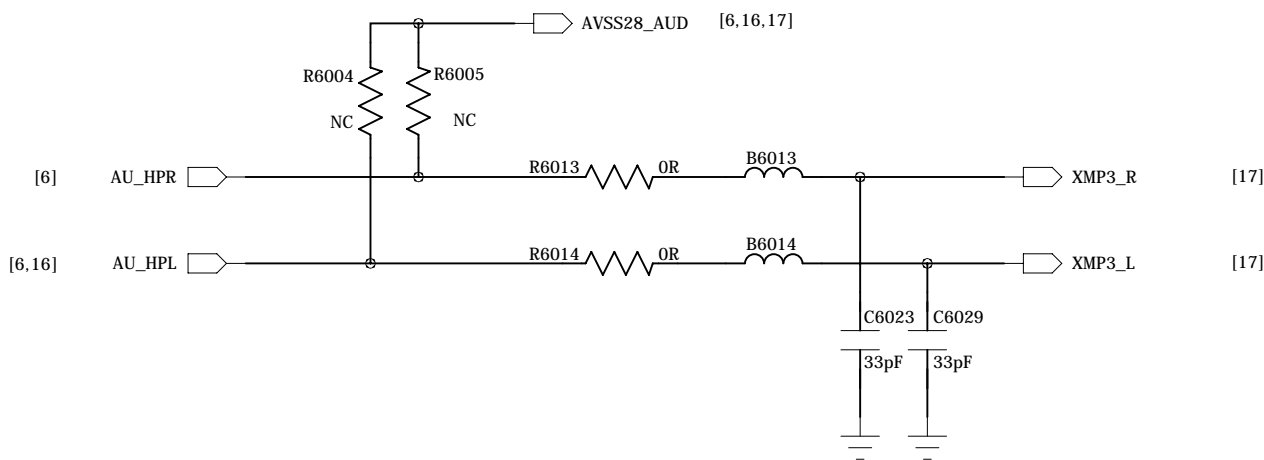 AVSS28_AUD [6,16,17]
R6004 R6005
NC NC
[6] AU_HPR R6013 0R B6013 XMP3_R [17]
[6,16] AU_HPL R6014 0R B6014 XMP3_L [17]
C6023 C6029
33pF 33pF